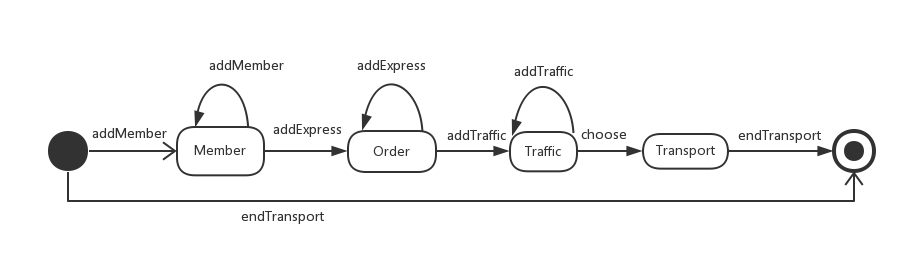 addMember
addExpress
addTraffic
addMember
addExpress
addTraffic
choose
endTransport
Member
Order
Traffic
Transport
endTransport